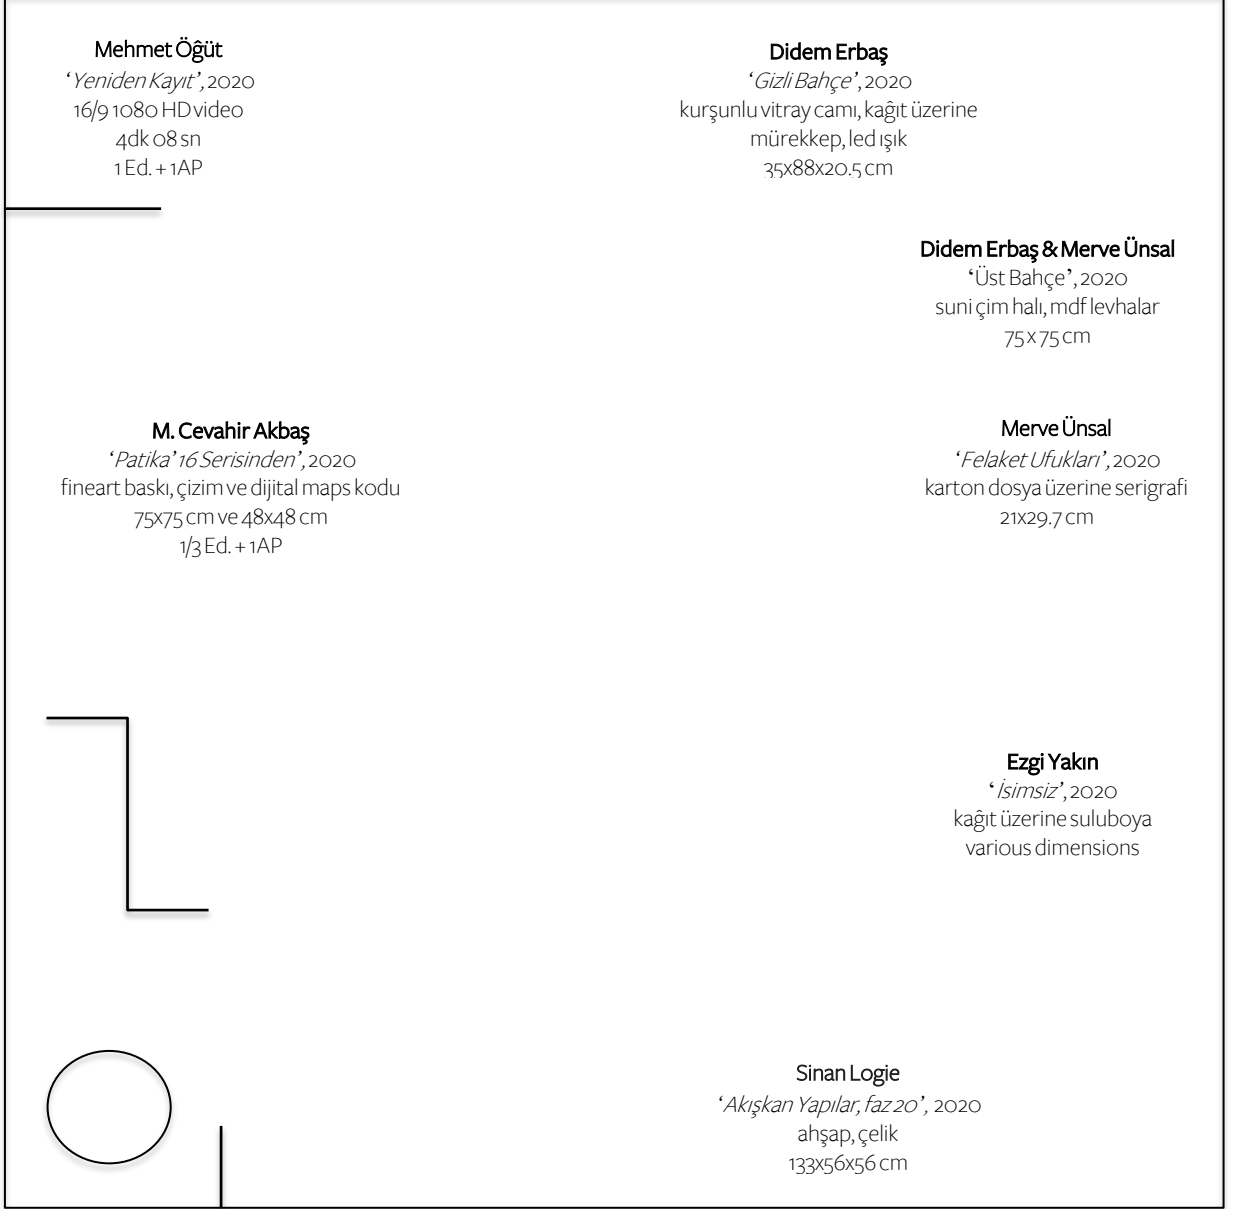 Mehmet Öğüt
‘Yeniden Kayıt’, 2020
16/9 1080 HD video
4dk 08 sn
1 Ed. + 1AP
Didem Erbaş
‘Gizli Bahçe’, 2020
kurşunlu vitray camı, kağıt üzerine
mürekkep, led ışık
35x88x20.5 cm
Didem Erbaş & Merve Ünsal
‘Üst Bahçe’, 2020
suni çim halı, mdf levhalar
75 x 75 cm
M. Cevahir Akbaş
‘Patika’ 16 Serisinden’, 2020
fineart baskı, çizim ve dijital maps kodu
75x75 cm ve 48x48 cm
1/3 Ed. + 1AP
Merve Ünsal
‘Felaket Ufukları’, 2020
karton dosya üzerine serigrafi
21x29.7 cm
Ezgi Yakın
‘İsimsiz’, 2020
kağıt üzerine suluboya
various dimensions
Sinan Logie
‘Akışkan Yapılar, faz 20’, 2020
ahşap, çelik
133x56x56 cm